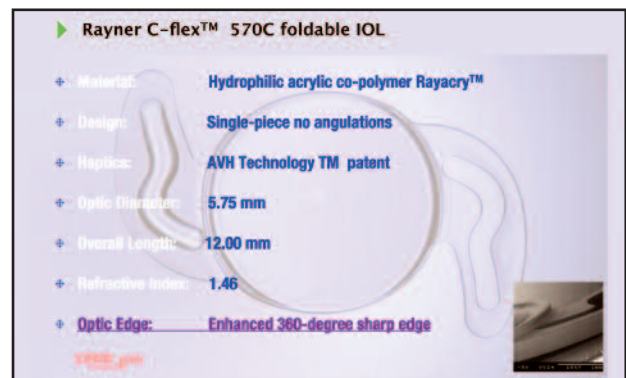 Rayner C-flex™ 570C foldable IOL
Material: Hydrophilic acrylic co-polymer Rayacry™
Design: Single-piece no angulations
Haptics: AVH Technology TM patent
Optic Diameter: 5.75 mm
Overall Length: 12.00 mm
Refractive Index: 1.46
Optic Edge: Enhanced 360-degree sharp edge